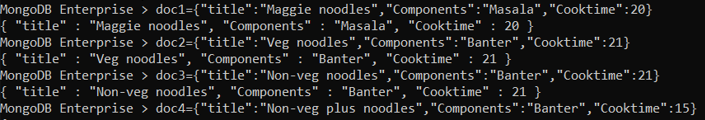 MongoDB Enterprise > doc1={"title":"Maggie noodles","Components":"Masala","Cooktime":20}
{ "title" : "Maggie noodles", "Components" : "Masala", "Cooktime" : 20 }
MongoDB Enterprise > doc2={"title":"Veg noodles","Components":"Banter","Cooktime":21}
{ "title" : "Veg noodles", "Components" : "Banter", "Cooktime" : 21 }
MongoDB Enterprise > doc3={"title":"Non-veg noodles","Components":"Banter","Cooktime":21}
{ "title" : "Non-veg noodles", "Components" : "Banter", "Cooktime" : 21 }
MongoDB Enterprise > doc4={"title":"Non-veg plus noodles","Components":"Banter","Cooktime":15}